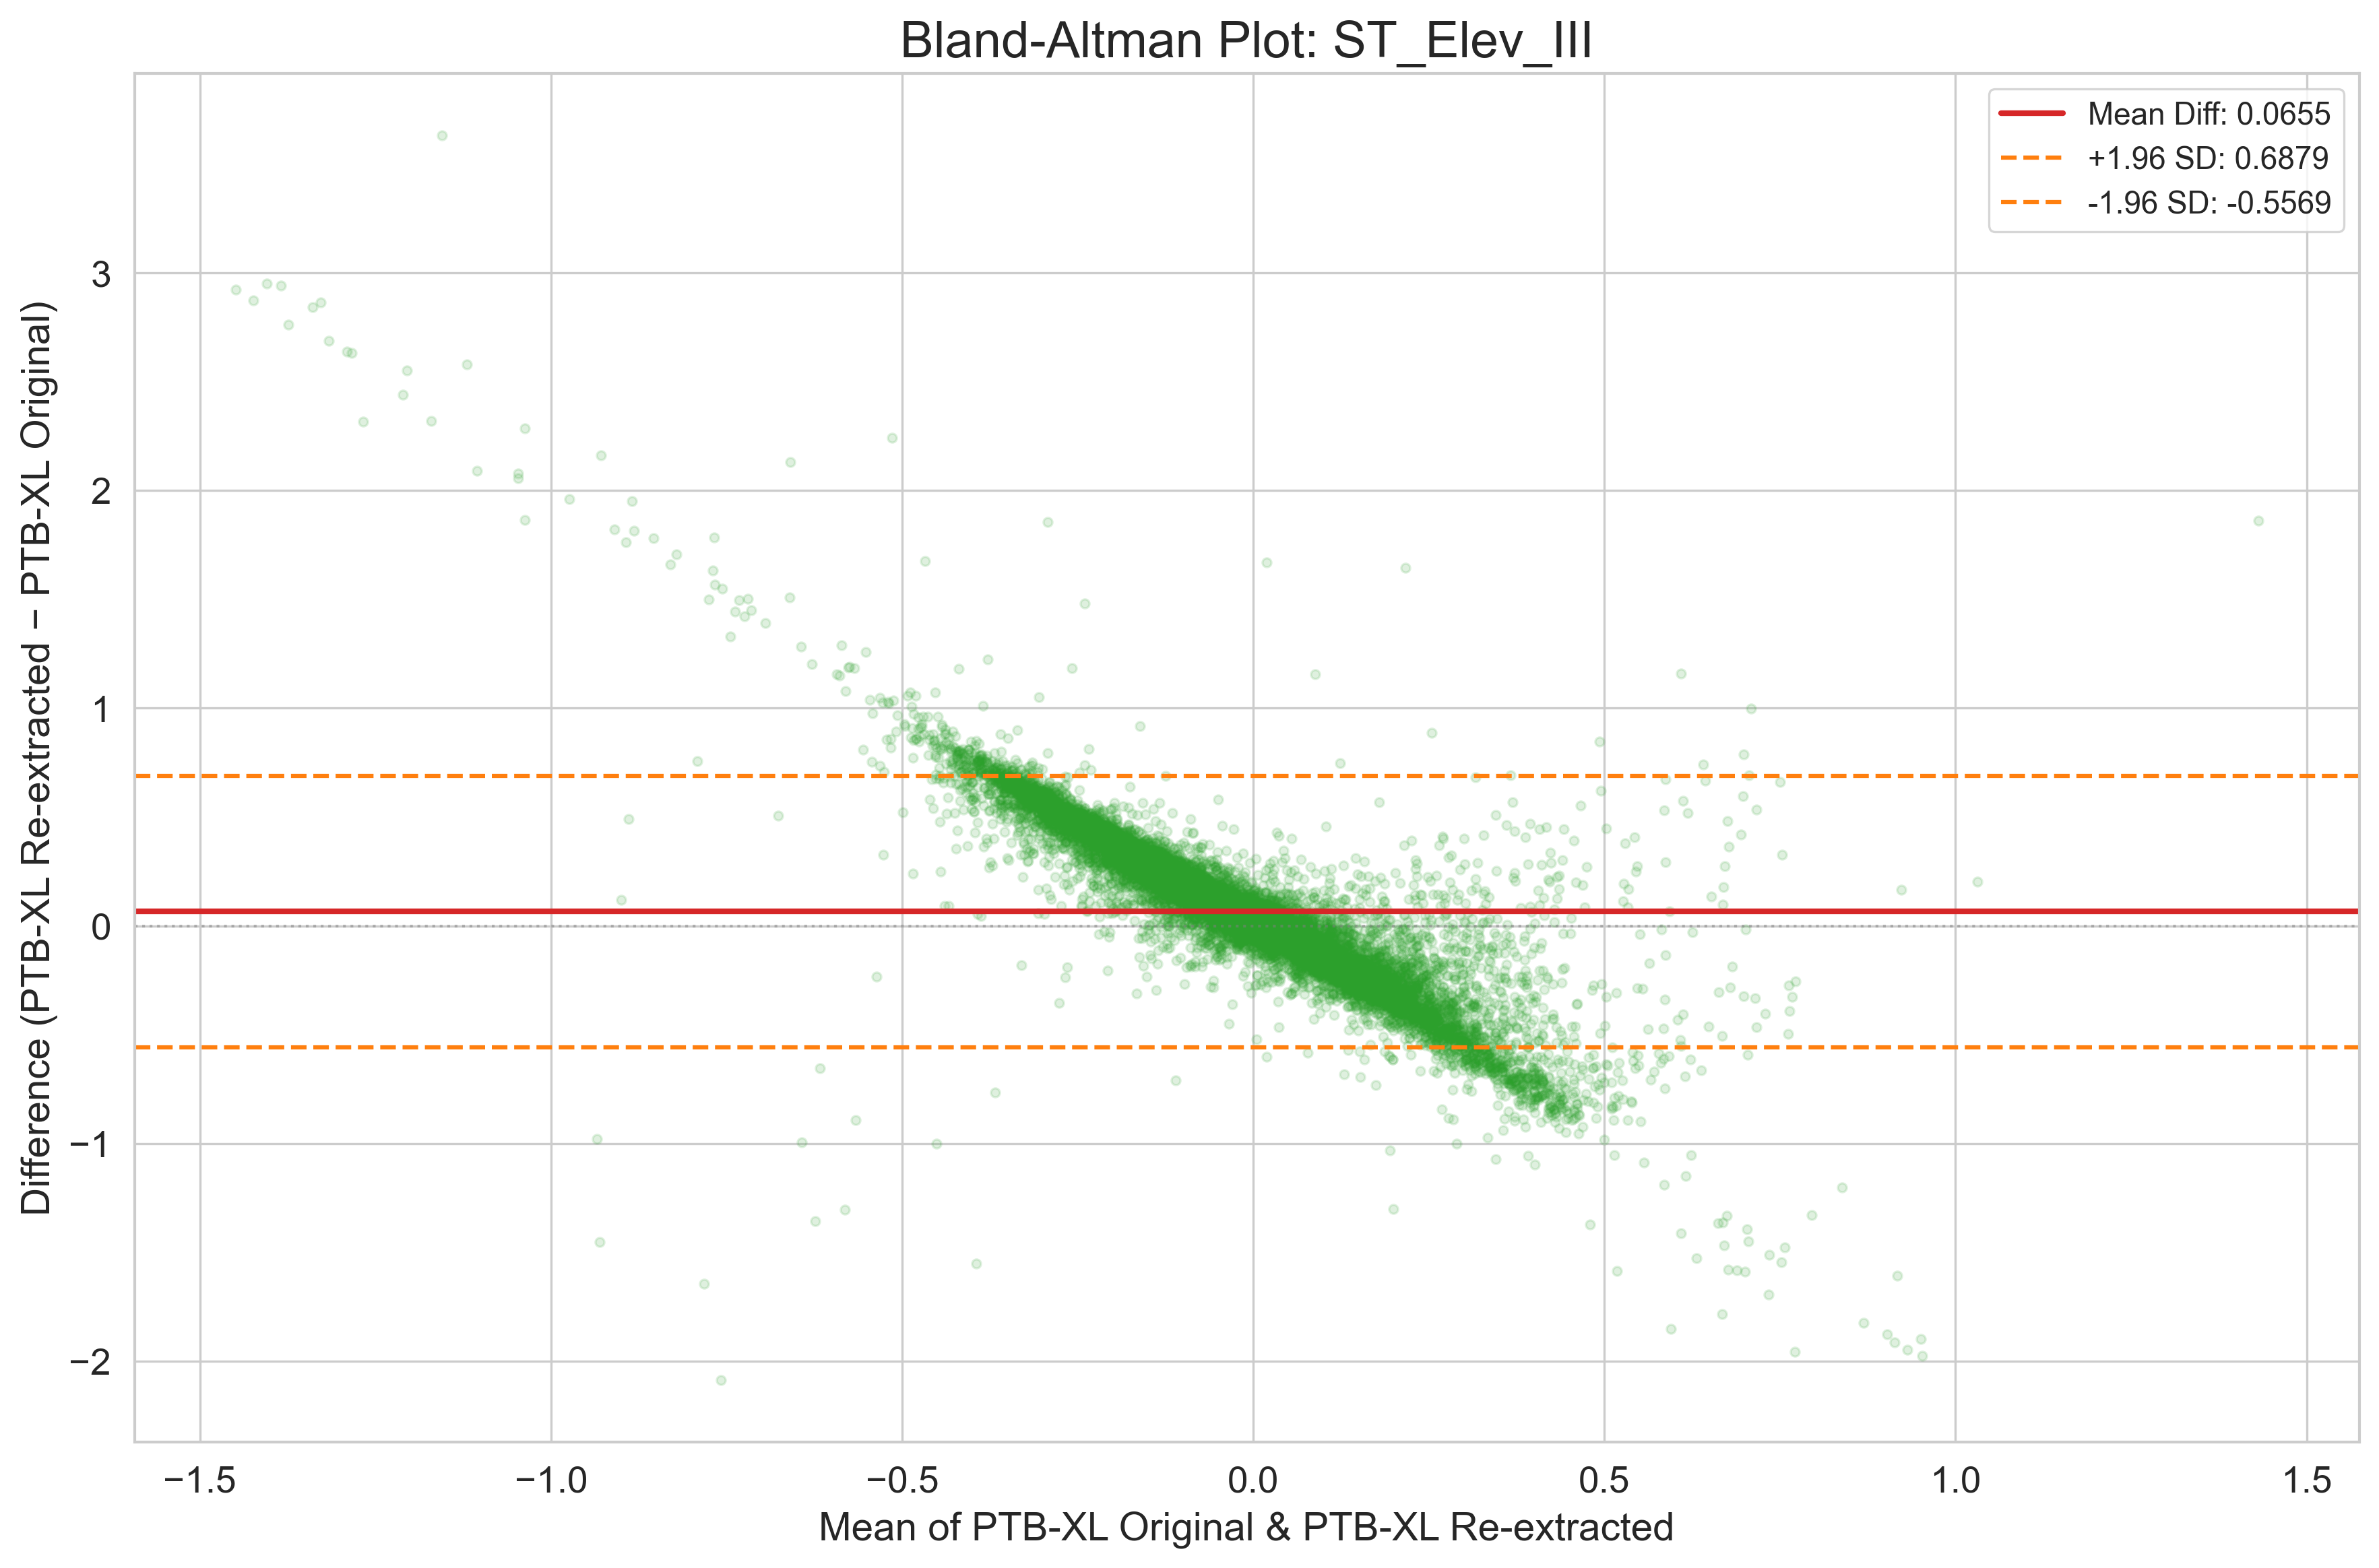 Bland-Altman Plot: ST_Elev_III
Mean Diff: 0.0655
+1.96 SD: 0.6879
-1.96 SD: -0.5569
Difference (PTB-XL Re-extracted − PTB-XL Original)
3
2
1
0
−1
−2
−1.5 −1.0 −0.5 0.0 0.5 1.0 1.5
Mean of PTB-XL Original & PTB-XL Re-extracted